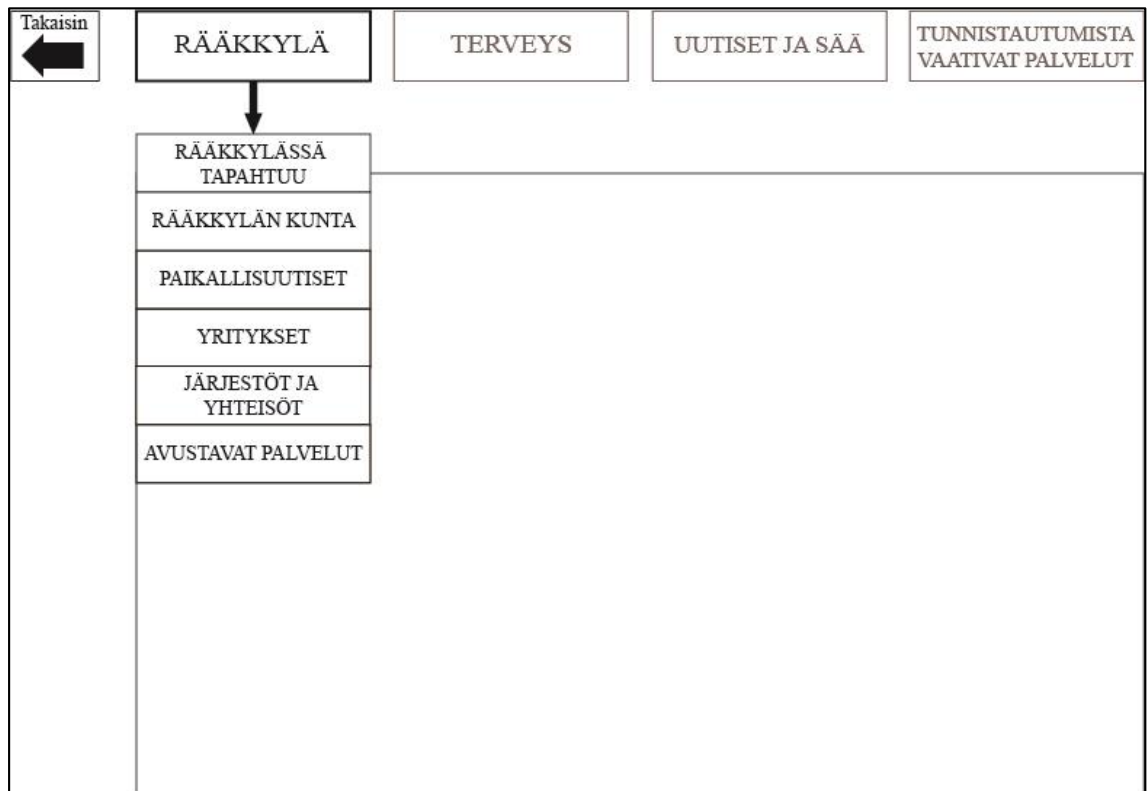 Takaisin
RÄÄKKYLÄ
TERVEYS
UUTISET JA SÄÄ
TUNNISTAUTUMISTA
VAATIVAT PALVELUT
RÄÄKKYLÄSSÄ
TAPAHTUU
RÄÄKKYLÄN KUNTA
PAIKALLISUUTISET
YRITYKSET
JÄRJESTÖT JA
YHTEISÖT
AVUSTAVAT PALVELUT